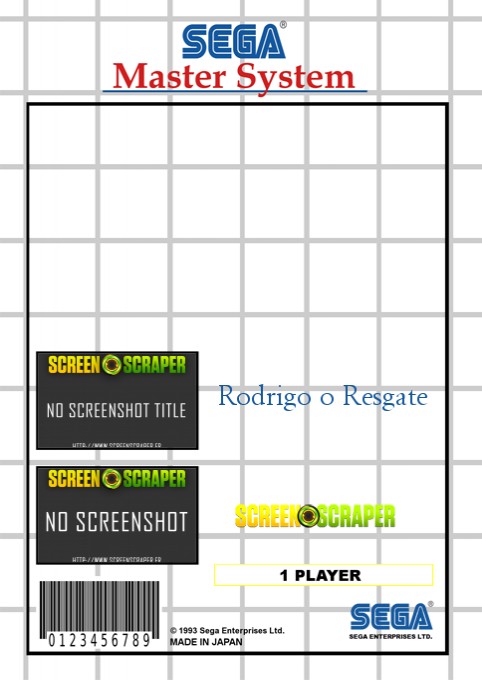 SEGA®
Master System
SCREEN SCRAPER
NO SCREENSHOT TITLE
HTTP://WWW.SCREENSCRAPER.FR
Rodrigo o Resgate
SCREEN SCRAPER
NO SCREENSHOT
HTTP://WWW.SCREENSCRAPER.FR
SCREEN SCRAPER
1 PLAYER
0123456789
© 1993 Sega Enterprises Ltd.
MADE IN JAPAN
SEGA®
SEGA ENTERPRISES LTD.